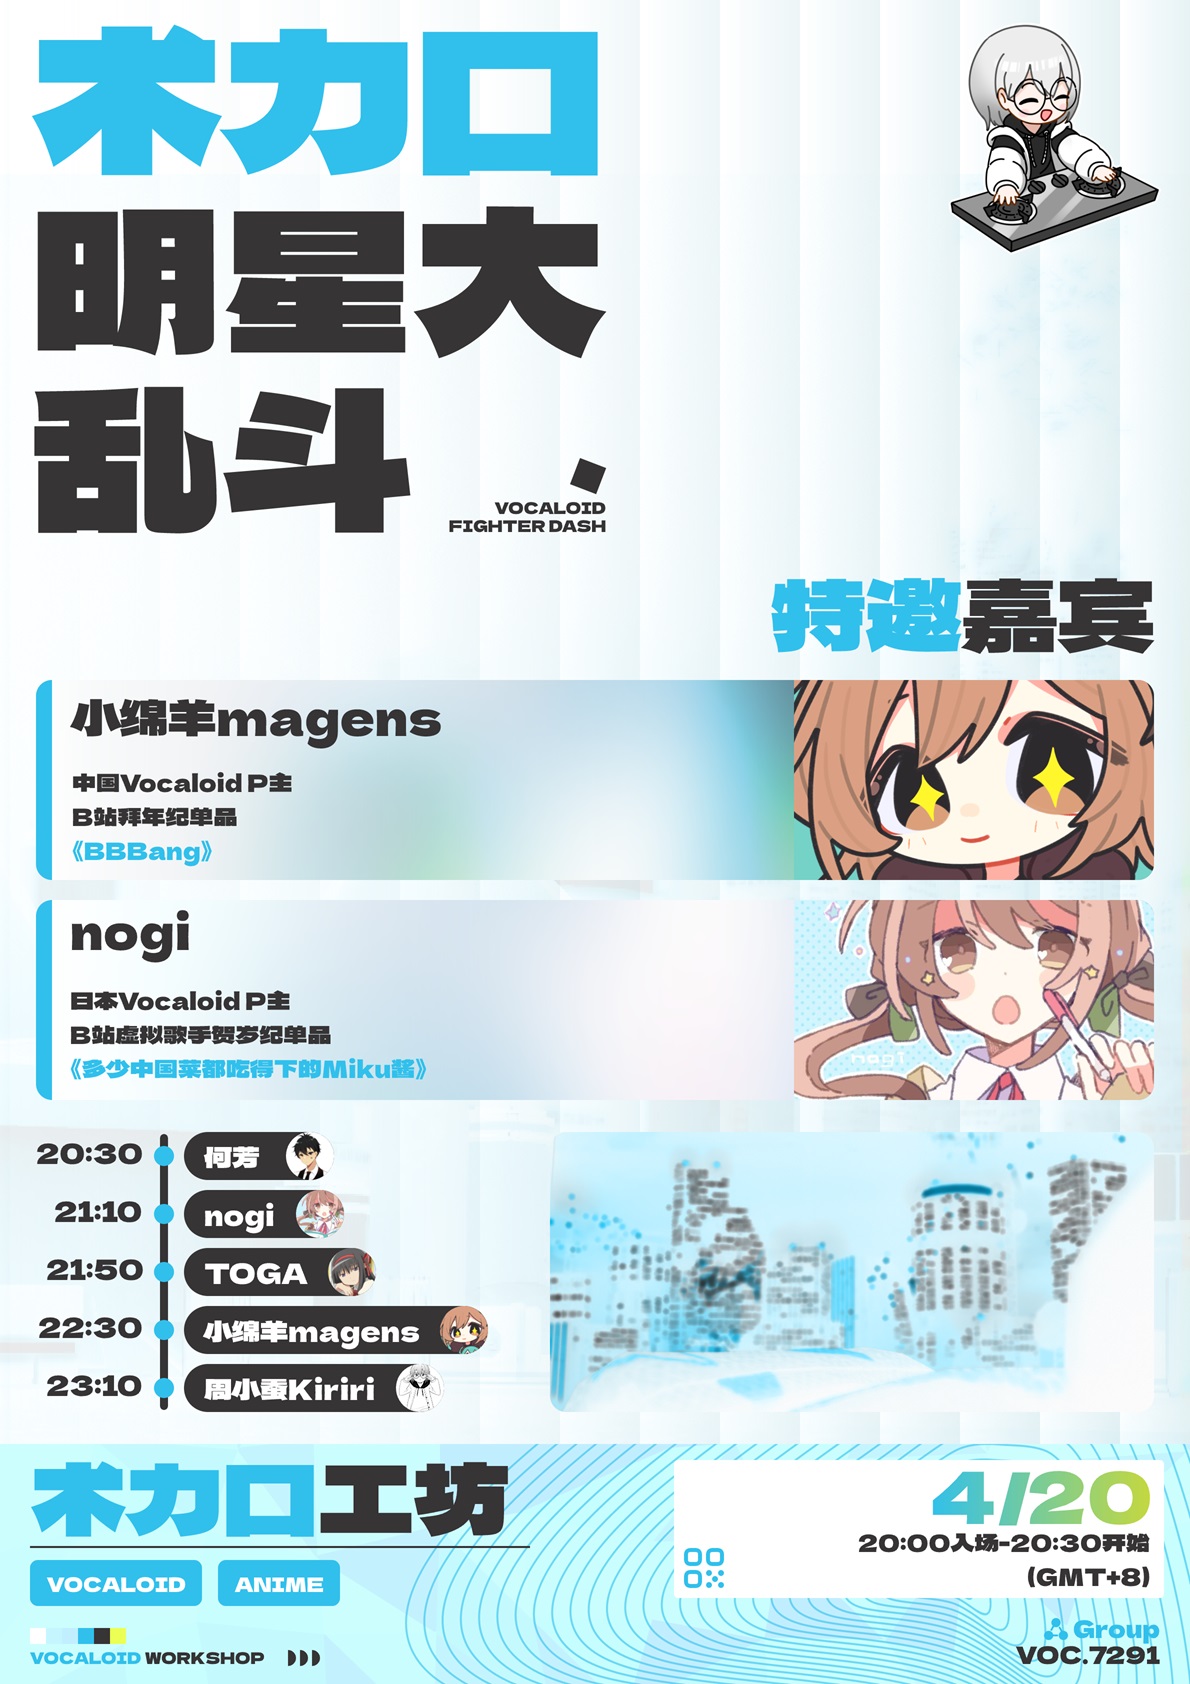 术力口
明星大
乱斗
VOCALOID
FIGHTER DASH
特邀嘉宾
小绵羊magens
中国Vocaloid P主
B站拜年纪单品
《BBBang》
nogi
日本Vocaloid P主
B站虚拟歌手贺岁纪单品
《多少中国菜都吃得下的Miku酱》
nogi
20:30 何芳
21:10 nogi
21:50 TOGA
22:30 小绵羊magens
23:10 周小蚕Kiriri
术力口工坊
VOCALOID ANIME
VOCALOID WORKSHOP
4/20
20:00入场-20:30开始
(GMT+8)
Group
VOC.7291